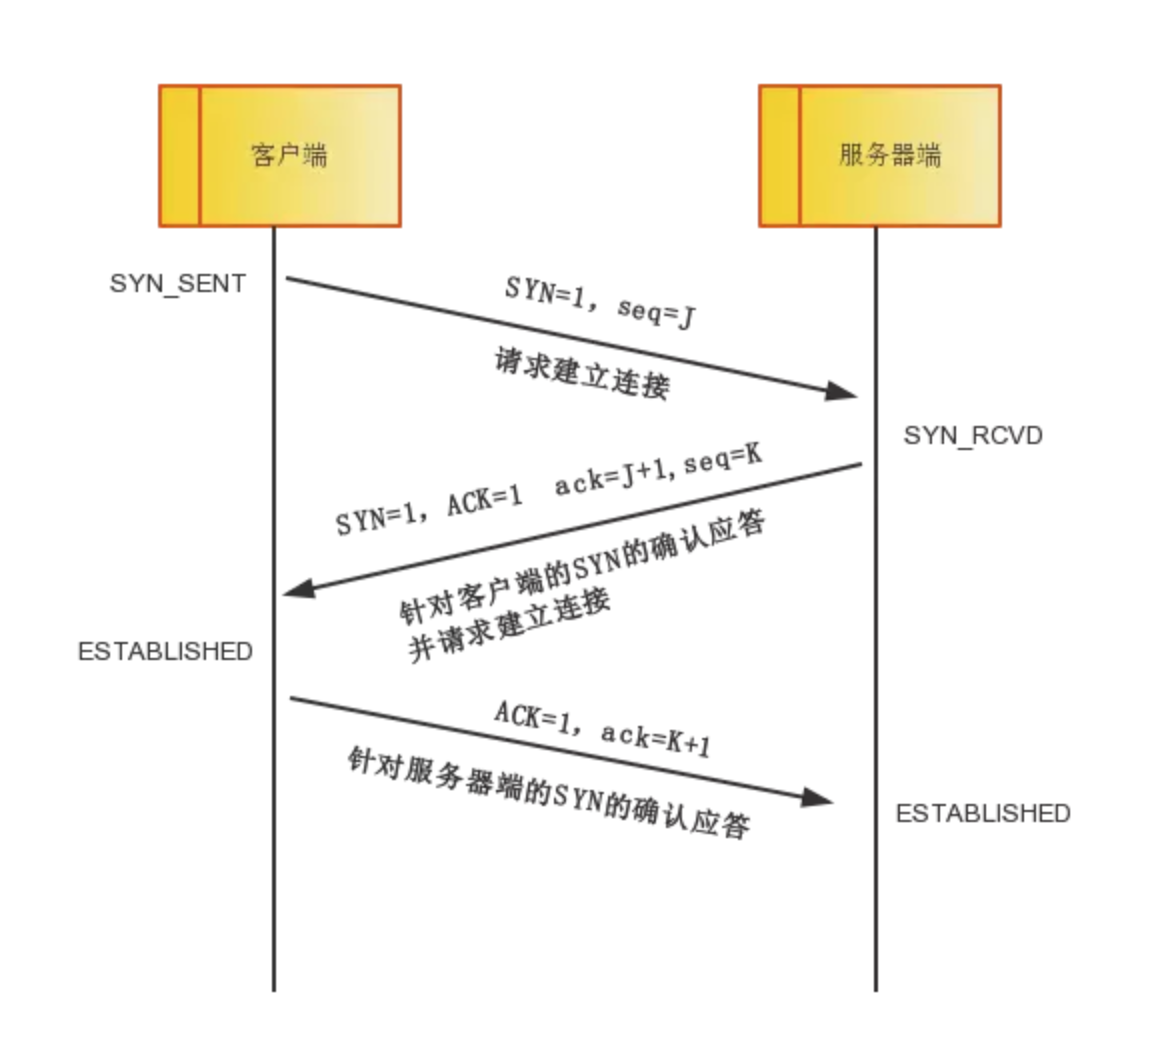 客户端
服务器端
SYN_SENT
SYN=1, seq=J
请求建立连接
SYN_RCVD
SYN=1, ACK=1 ack=J+1,seq=K
针对客户端的SYN的确认应答
并请求建立连接
ESTABLISHED
ACK=1, ack=K+1
针对服务器端的SYN的确认应答
ESTABLISHED